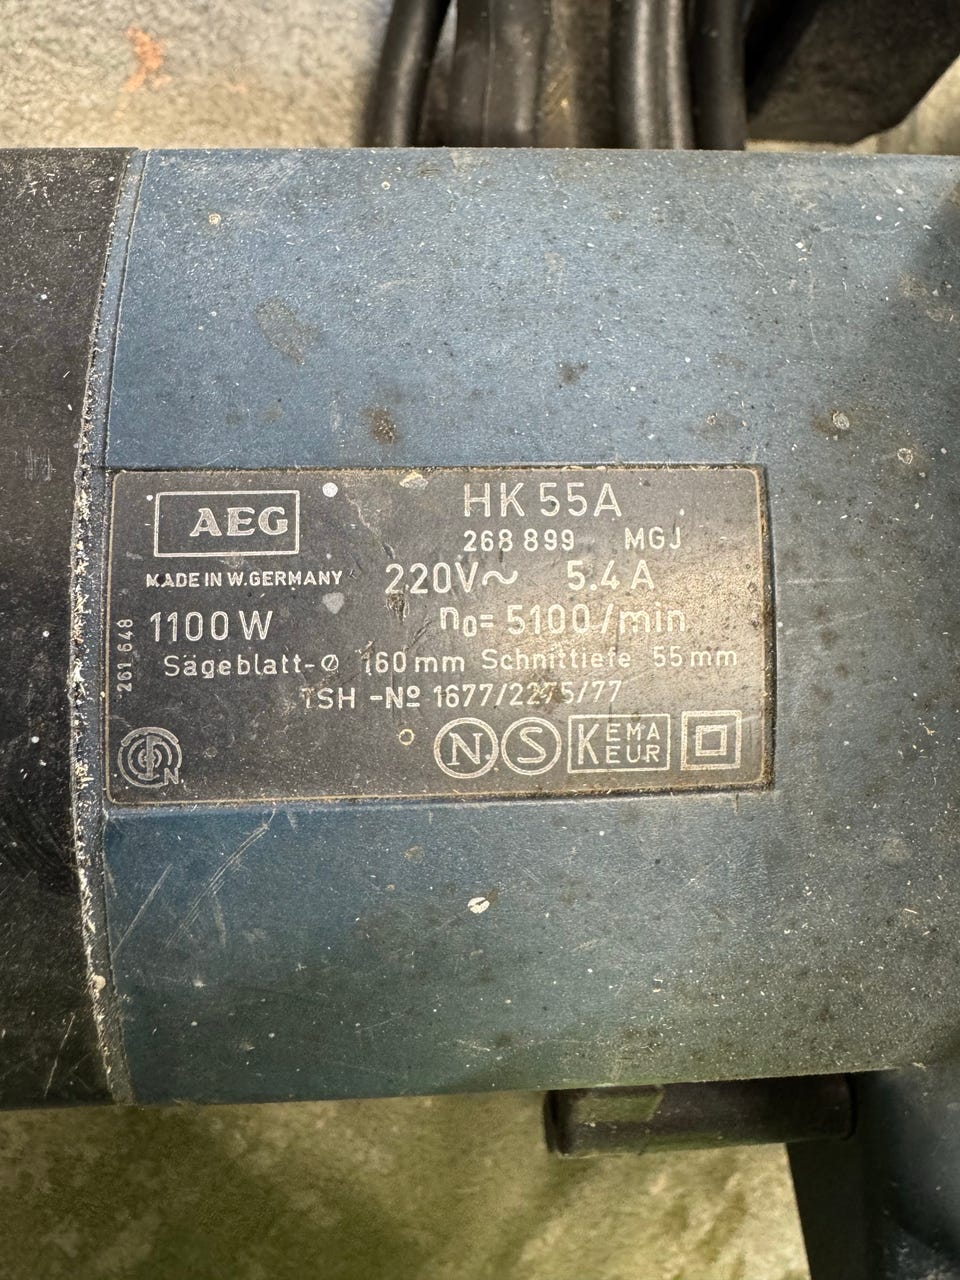 AEG
HK 55A
268 899 MGJ
MADE IN W.GERMANY
220V~ 5.4 A
1100 W
n₀= 5100/min
Sägeblatt-Ø 160 mm Schnittiefe 55 mm
TSH -Nº 1677/2275/77
261 648
N
N
S
KEMA
KEUR